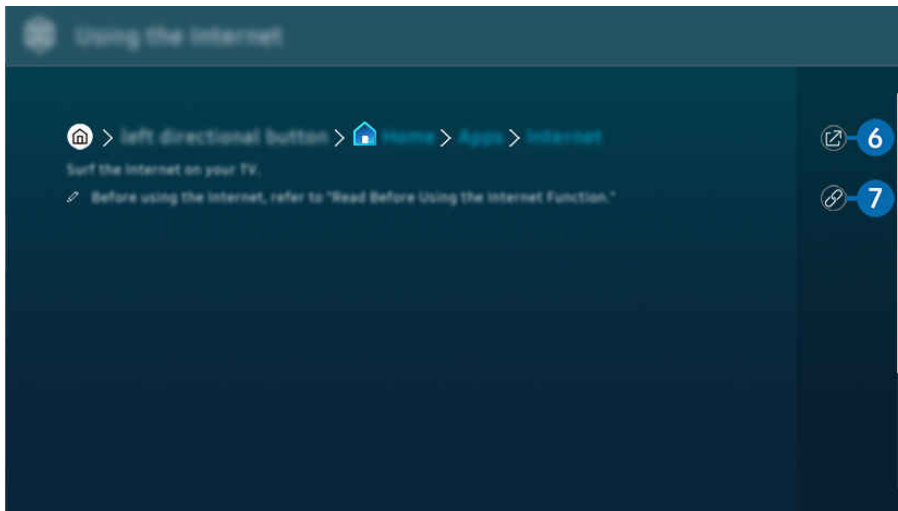 Using the Internet
> left directional button > Home > Apps > Internet
6
Surf the Internet on your TV.
Before using the Internet, refer to "Read Before Using the Internet Function."
7